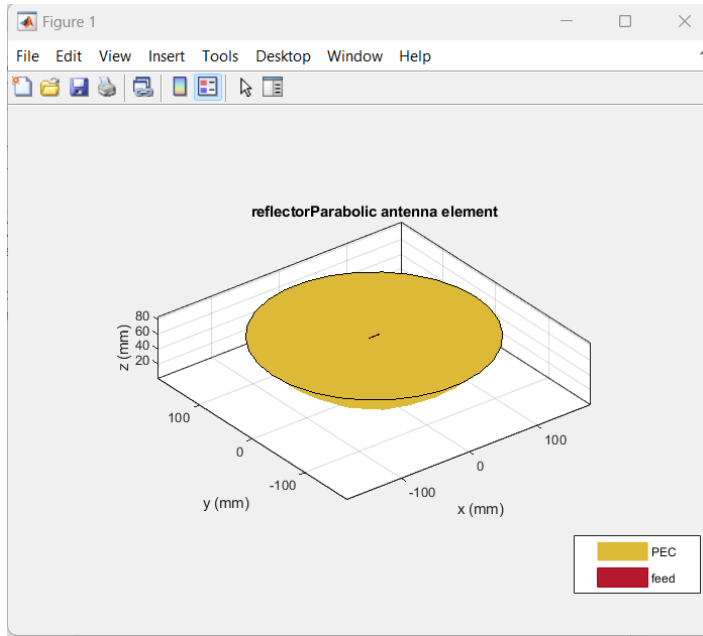 Figure 1
File Edit View Insert Tools Desktop Window Help
reflectorParabolic antenna element
80
60
40
20
z (mm)
100
0
-100
y (mm)
100
0
-100
x (mm)
PEC
feed